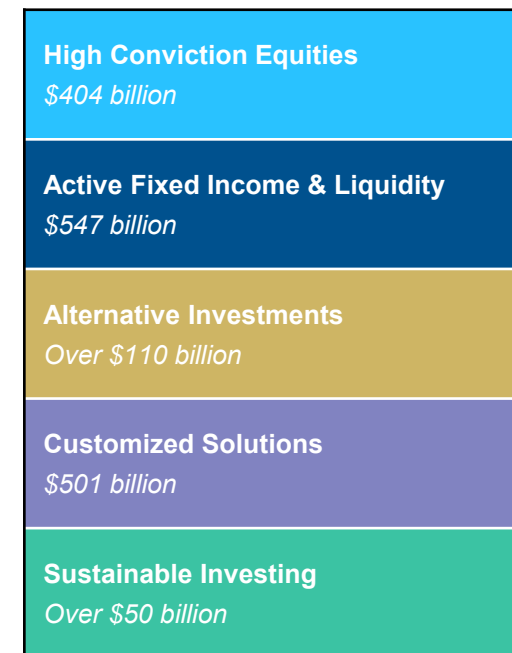 High Conviction Equities
$404 billion
Active Fixed Income & Liquidity
$547 billion
Alternative Investments
Over $110 billion
Customized Solutions
$501 billion
Sustainable Investing
Over $50 billion